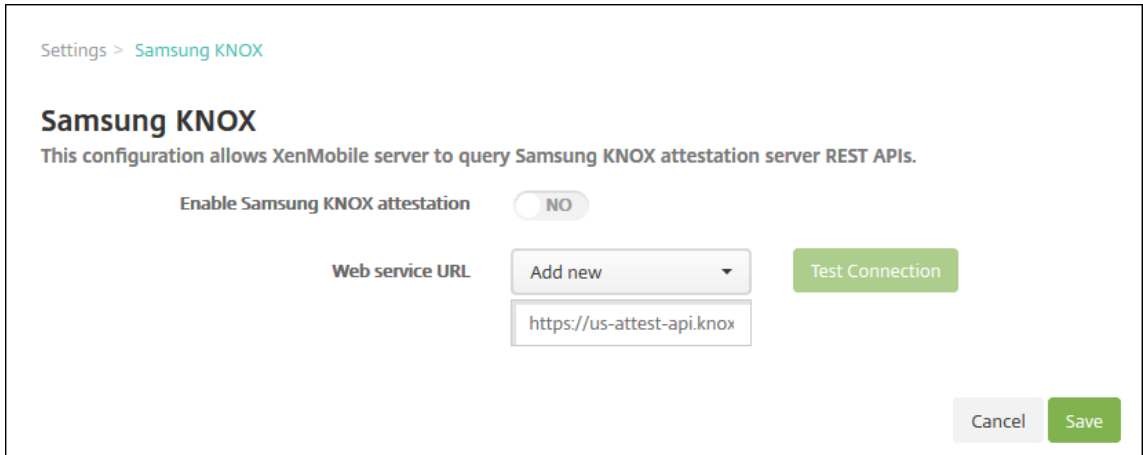 Settings > Samsung KNOX
Samsung KNOX
This configuration allows XenMobile server to query Samsung KNOX attestation server REST APIs.
Enable Samsung KNOX attestation NO
Web service URL Add new Test Connection
https://us-attest-api.knox
Cancel Save